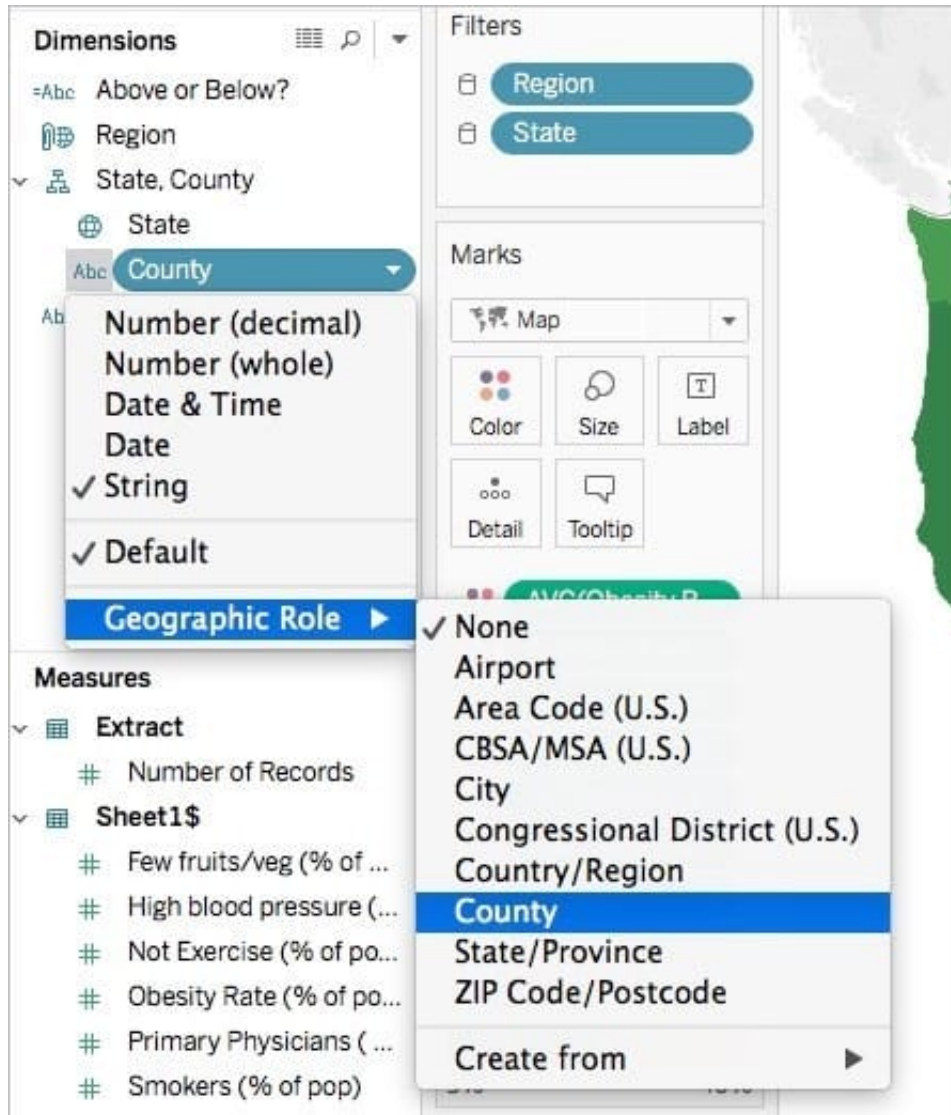 Dimensions
=Abc Above or Below?
Region
State, County
State
Abc County
Ab
Number (decimal)
Number (whole)
Date & Time
Date
✓ String
✓ Default
Geographic Role ▶
Filters
Region
State
Marks
Map
Color
Size
T
Label
Detail
Tooltip
✓ None
Airport
Area Code (U.S.)
CBSA/MSA (U.S.)
City
Congressional District (U.S.)
Country/Region
County
State/Province
ZIP Code/Postcode
Create from ▶
Measures
Extract
# Number of Records
Sheet1$
# Few fruits/veg (% of ...
# High blood pressure (...
# Not Exercise (% of po...
# Obesity Rate (% of po...
# Primary Physicians ( ...
# Smokers (% of pop)